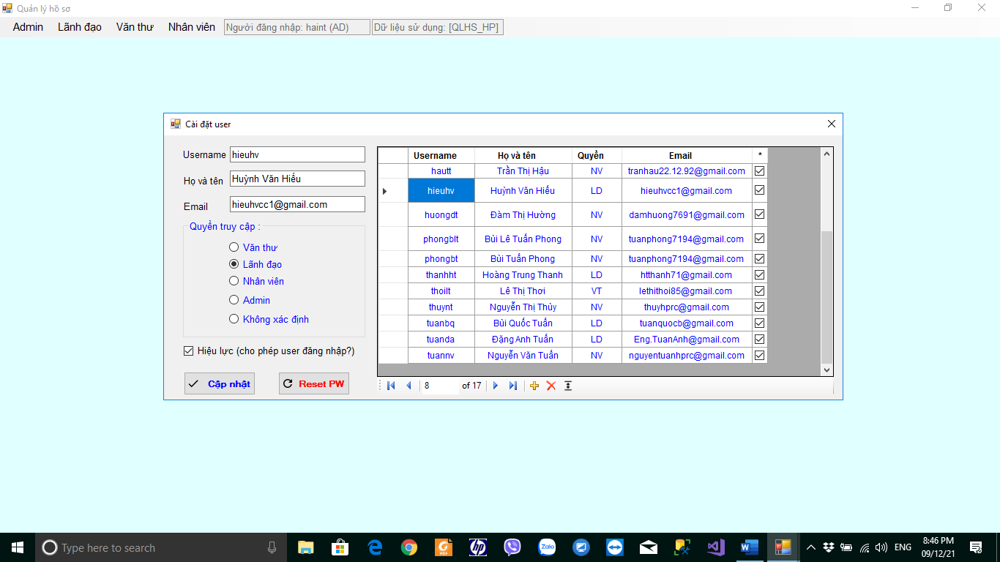 Quản lý hồ sơ
Admin Lãnh đạo Văn thư Nhân viên Người đăng nhập: haint (AD) Dữ liệu sử dụng: [QLHS_HP]
Cài đặt user
Username hieuhv
Họ và tên Huỳnh Văn Hiếu
Email hieuhvcc1@gmail.com
Quyền truy cập :
Văn thư
Lãnh đạo
Nhân viên
Admin
Không xác định
Hiệu lực (cho phép user đăng nhập?)
Cập nhật Reset PW
Username Họ và tên Quyền Email *
hautt Trần Thị Hậu NV tranhau22.12.92@gmail.com
hieuhv Huỳnh Văn Hiếu LD hieuhvcc1@gmail.com
huongdt Đàm Thị Hường NV damhuong7691@gmail.com
phongblt Bùi Lê Tuấn Phong NV tuanphong7194@gmail.com
phongbt Bùi Tuấn Phong NV tuanphong7194@gmail.com
thanhht Hoàng Trung Thanh LD htthanh71@gmail.com
thoilt Lê Thị Thơi VT lethithoi85@gmail.com
thuynt Nguyễn Thị Thủy NV thuyhprc@gmail.com
tuanbq Bùi Quốc Tuấn LD tuanquocb@gmail.com
tuanda Đặng Anh Tuấn LD Eng.TuanAnh@gmail.com
tuannv Nguyễn Văn Tuấn NV nguyentuanhprc@gmail.com
8 of 17
Type here to search
PDF
hp
Zalo
ENG
8:46 PM
09/12/21